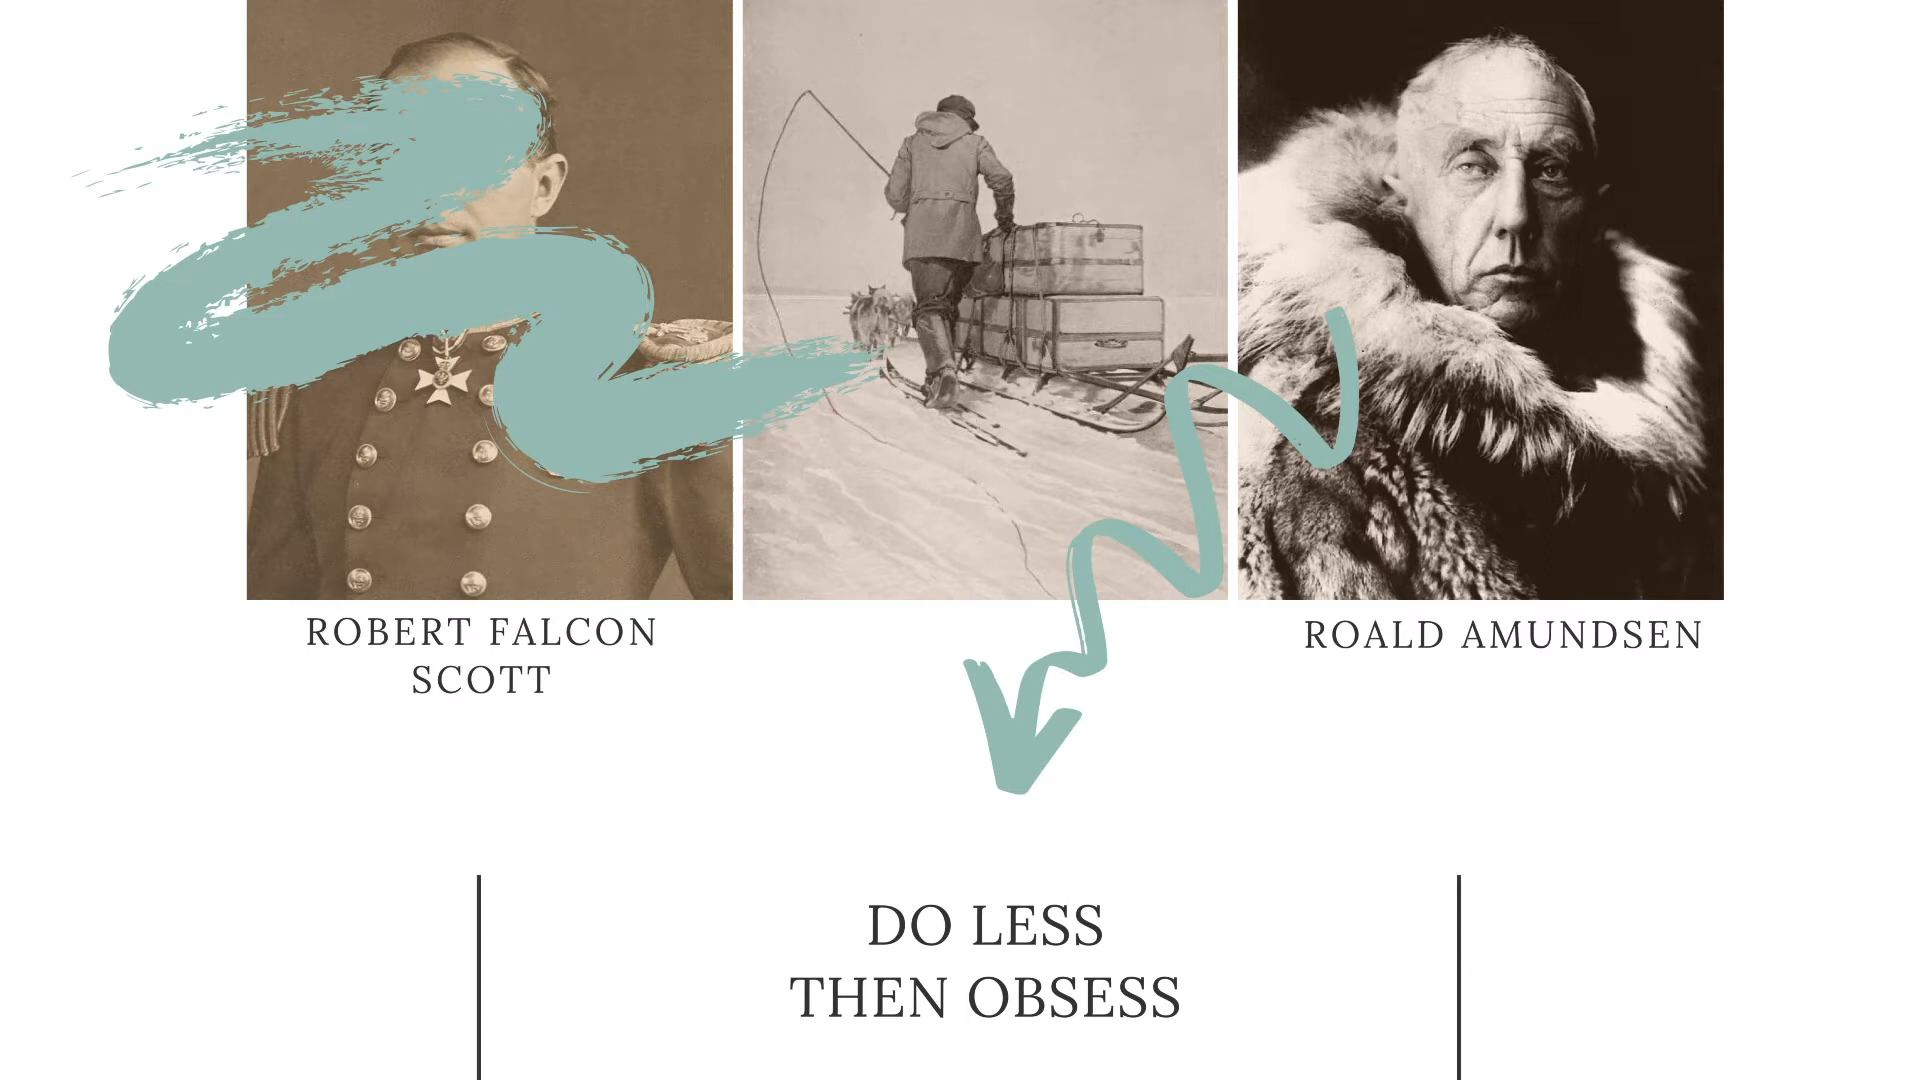 ROBERT FALCON
SCOTT
ROALD AMUNDSEN
DO LESS
THEN OBSESS